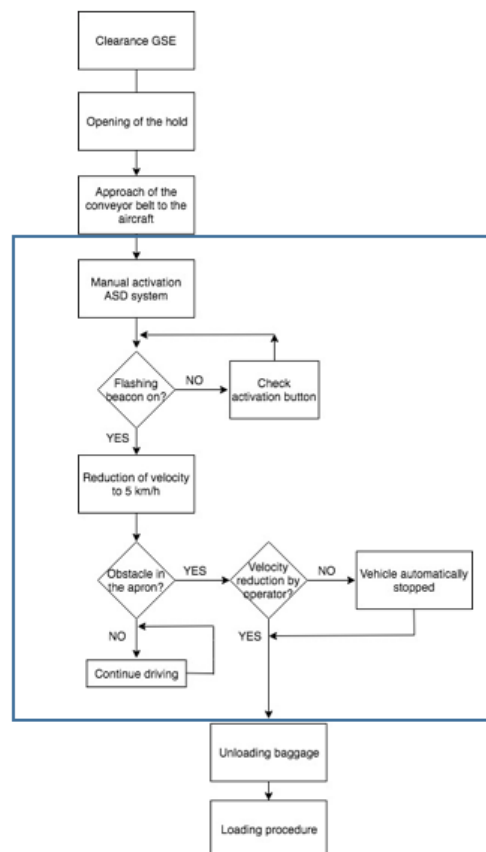 Clearance GSE
Opening of the hold
Approach of the
conveyor belt to the
aircraft
Manual activation
ASD system
Flashing
beacon on?
NO
Check
activation button
YES
Reduction of velocity
to 5 km/h
Obstacle in
the apron?
YES
Velocity
reduction by
operator?
NO
Vehicle automatically
stopped
NO
YES
Continue driving
Unloading baggage
Loading procedure